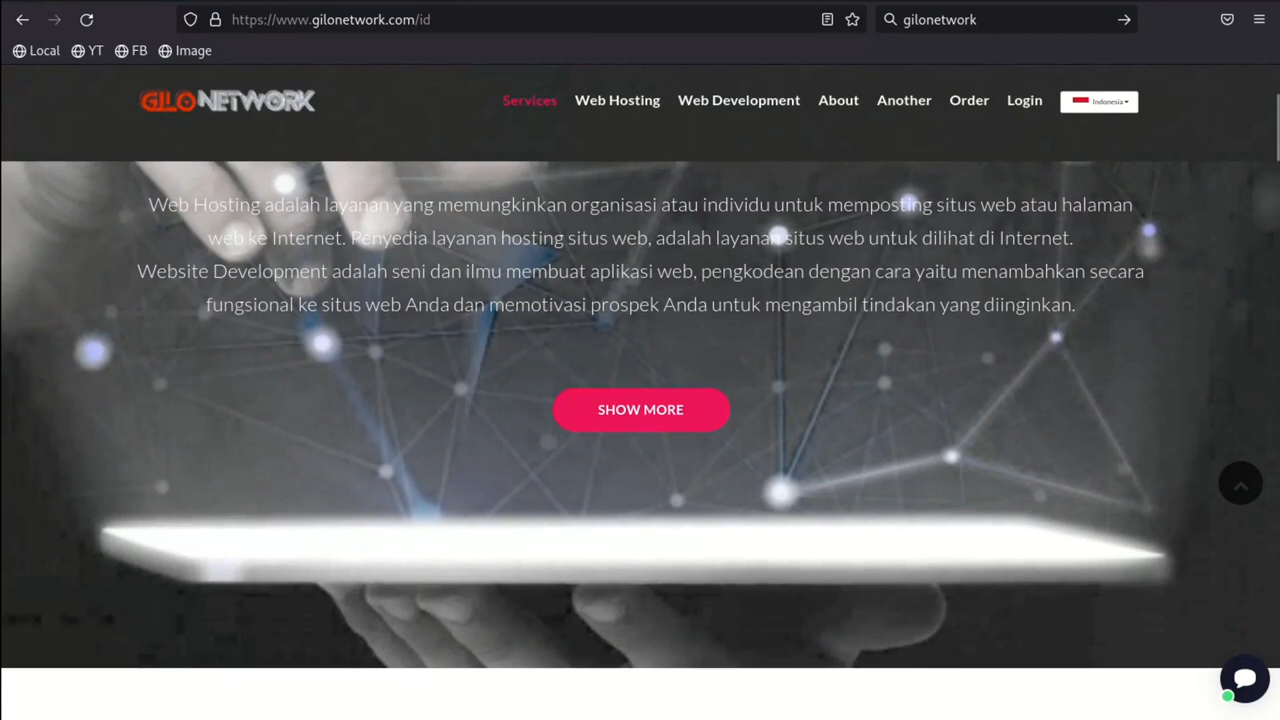 https://www.gilonetwork.com/id
gilonetwork
Local YT FB Image
GILO NETWORK
Services Web Hosting Web Development About Another Order Login Indonesia
Web Hosting adalah layanan yang memungkinkan organisasi atau individu untuk memposting situs web atau halaman
web ke Internet. Penyedia layanan hosting situs web, adalah layanan situs web untuk dilihat di Internet.
Website Development adalah seni dan ilmu membuat aplikasi web, pengkodean dengan cara yaitu menambahkan secara
fungsional ke situs web Anda dan memotivasi prospek Anda untuk mengambil tindakan yang diinginkan.
SHOW MORE